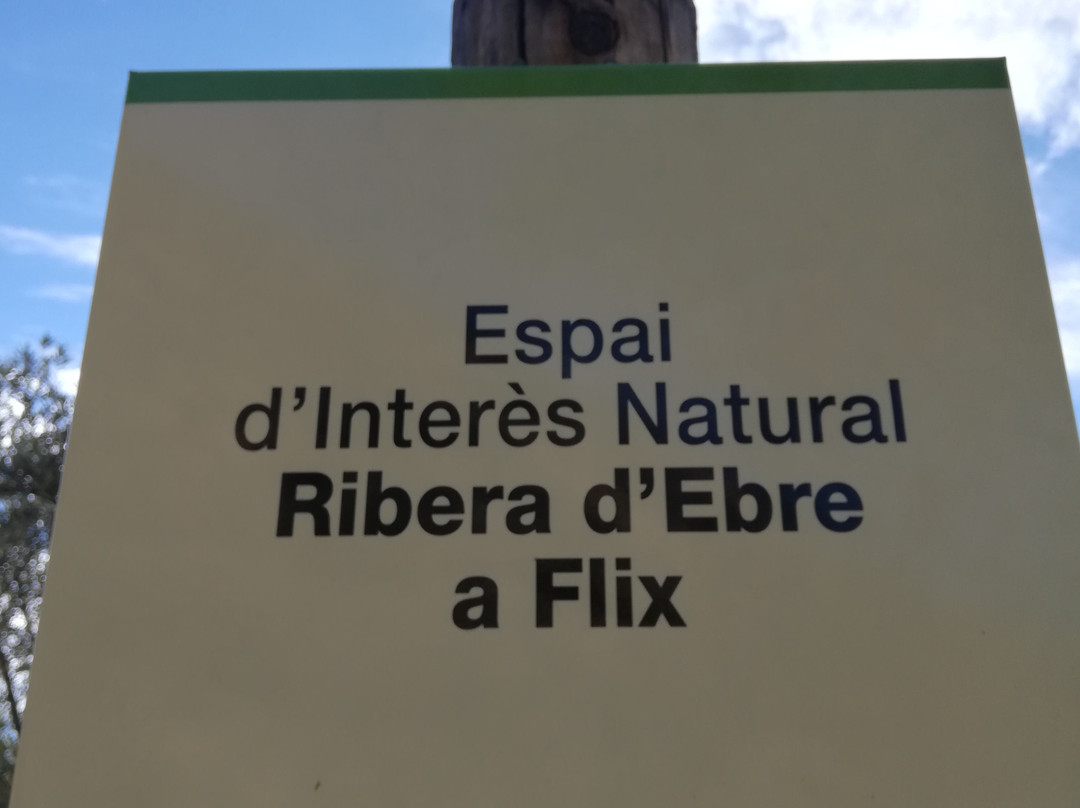 Espai
d’Interès Natural
Ribera d’Ebre
a Flix